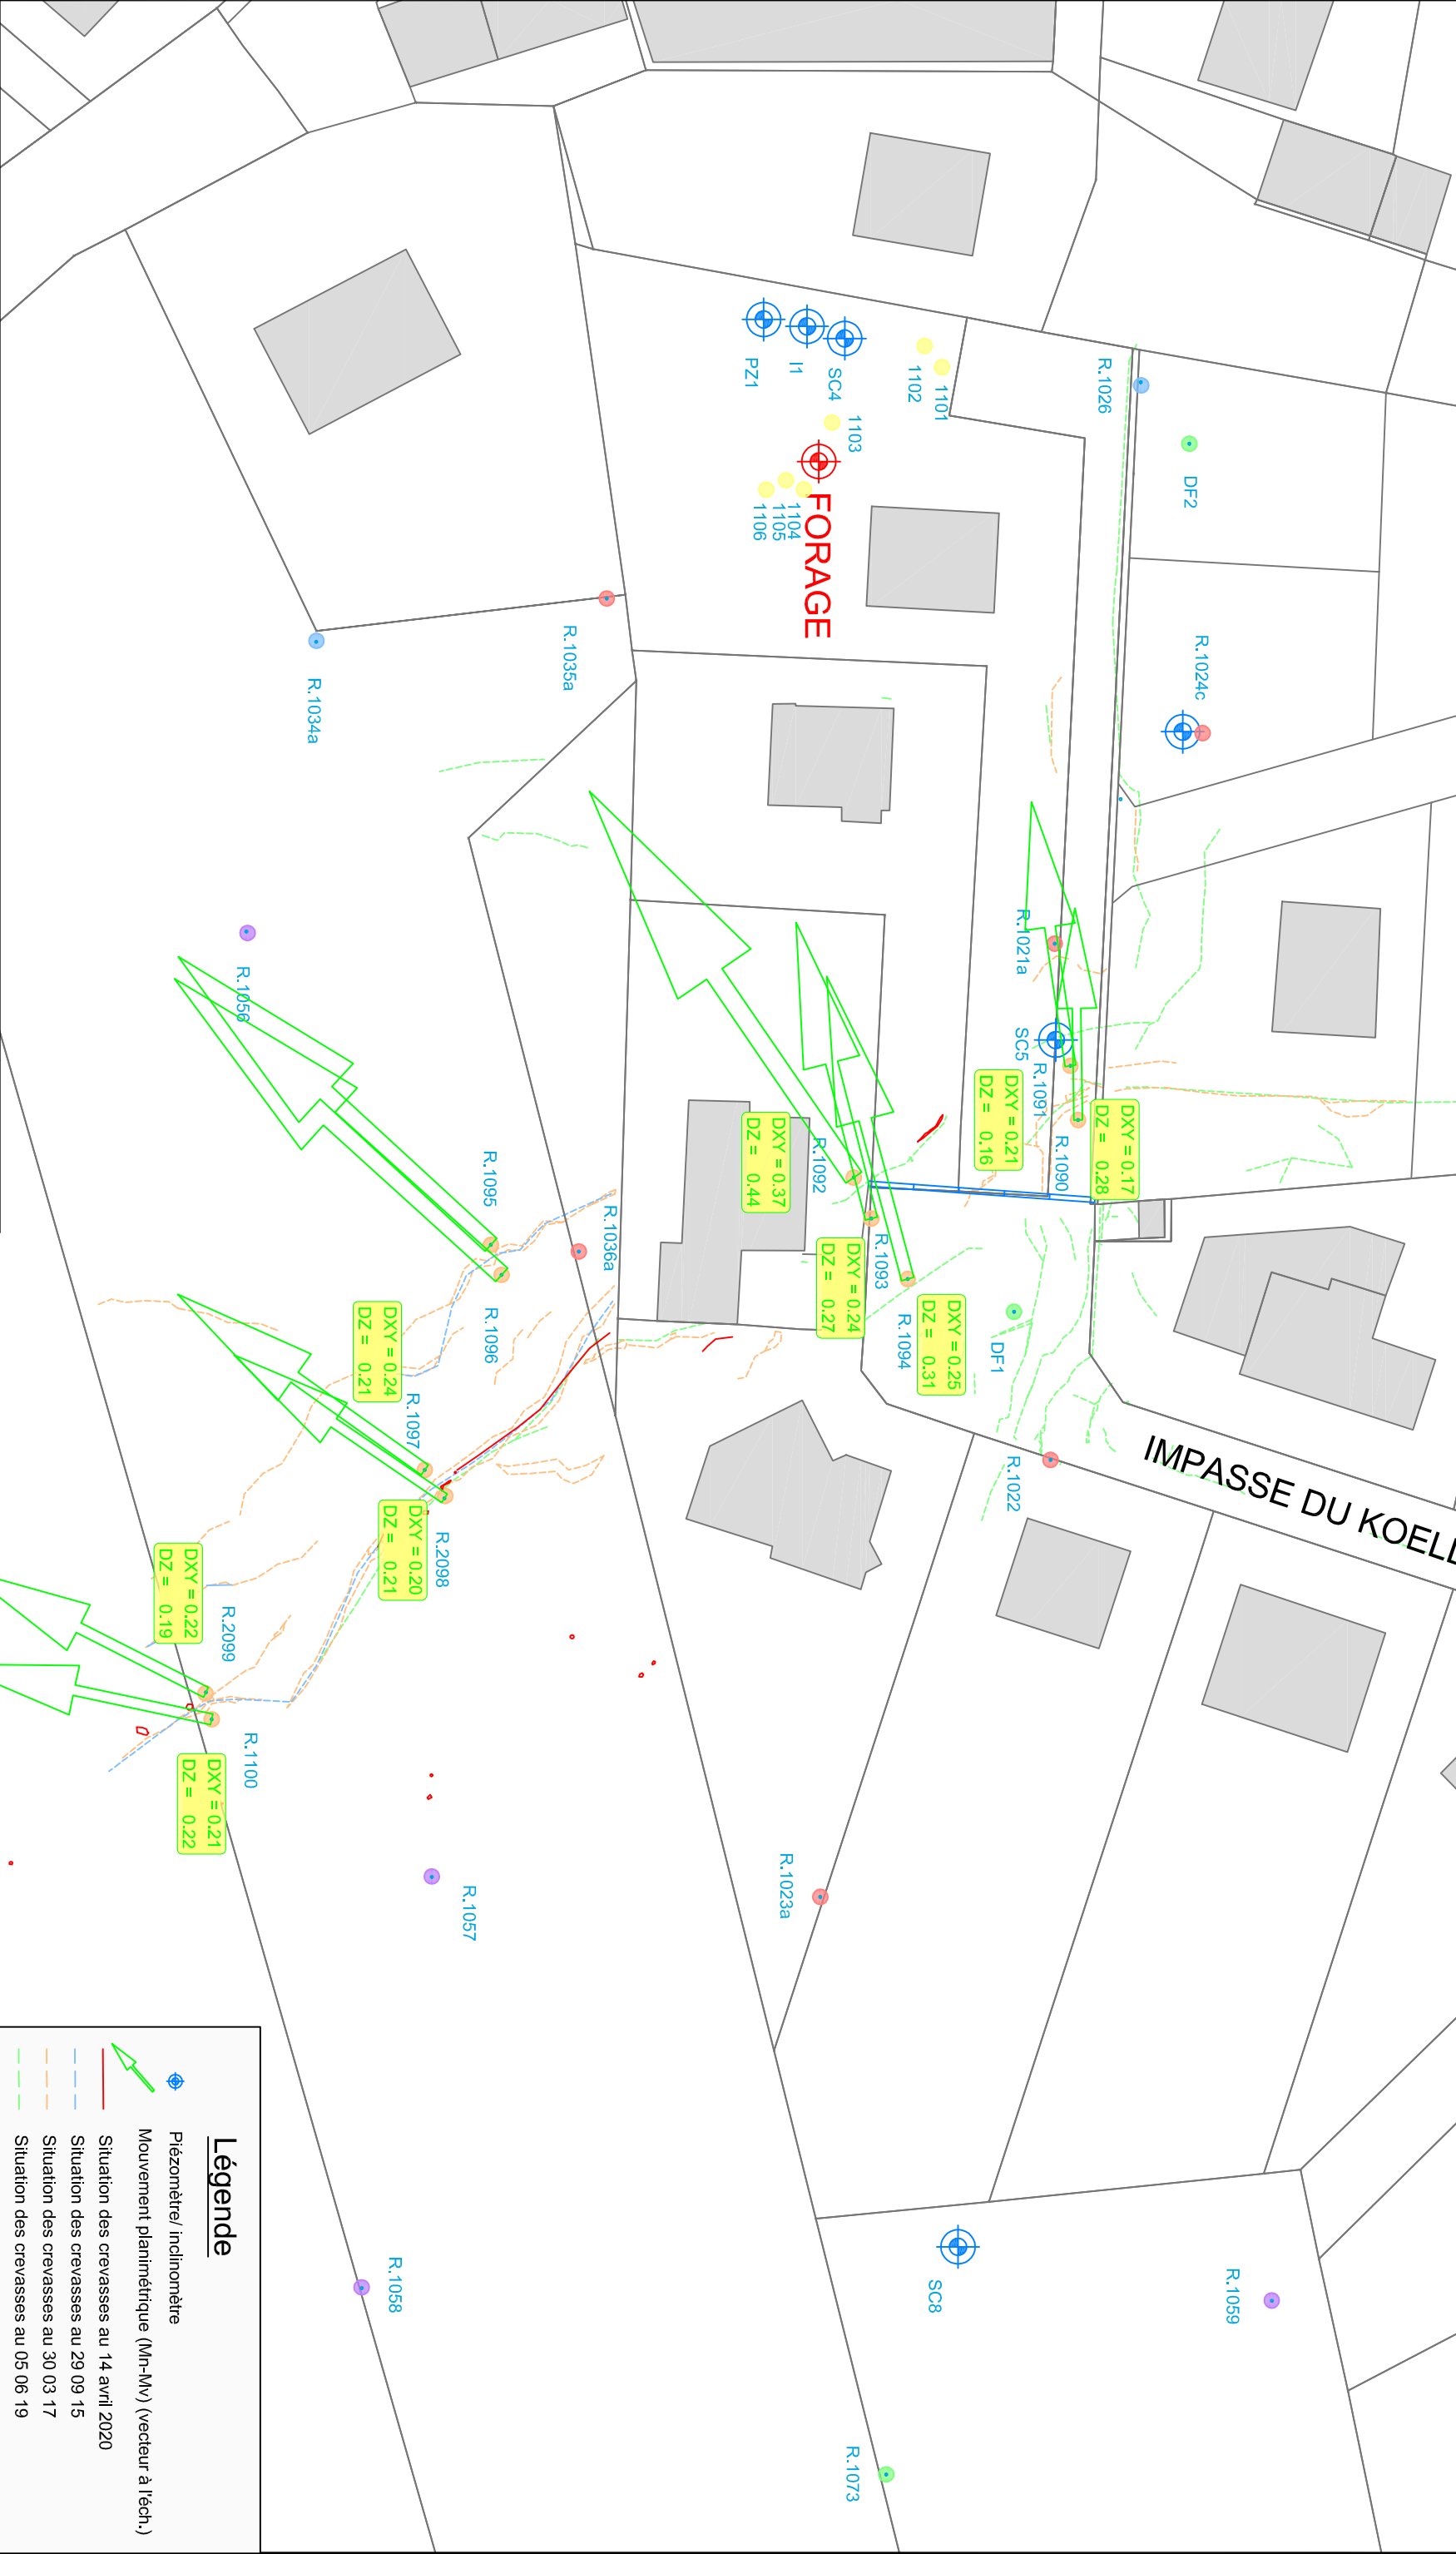 R.1026
DF2
R.1024c
PZ1
I1
SC4
1102
1101
1103
1104
1105
1106
FORAGE
R.1035a
R.1034a
R.1056
R.1021a
SC5
R.1091
DXY = 0.21
DZ = 0.16
R.1090
DXY = 0.17
DZ = 0.28
R.1092
DXY = 0.37
DZ = 0.44
R.1093
DXY = 0.24
DZ = 0.27
R.1094
DXY = 0.25
DZ = 0.31
DF1
R.1022
IMPASSE DU KOELL
R.1095
R.1036a
R.1096
DXY = 0.24
DZ = 0.21
R.1097
DXY = 0.20
DZ = 0.21
R.2098
DXY = 0.22
DZ = 0.19
R.2099
R.1100
DXY = 0.21
DZ = 0.22
R.1057
R.1023a
R.1058
SC8
R.1059
R.1073
Légende
Piézomètre/ inclinomètre
Mouvement planimétrique (Mn-Mv) (vecteur à l'éch.)
Situation des crevasses au 14 avril 2020
Situation des crevasses au 29 09 15
Situation des crevasses au 30 03 17
Situation des crevasses au 05 06 19